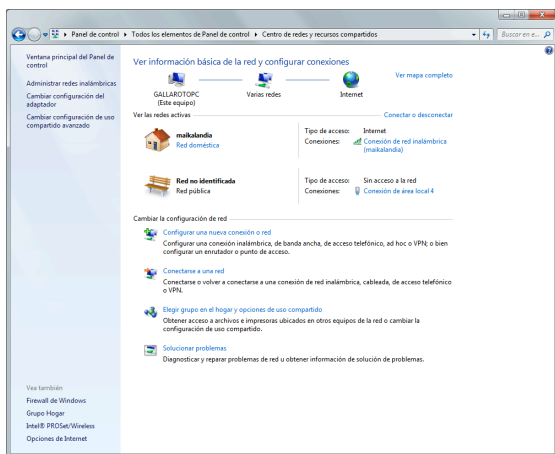 Panel de control
Todos los elementos de Panel de control
Centro de redes y recursos compartidos
Buscar en e...
Ventana principal del Panel de
control
Administrar redes inalámbricas
Cambiar configuración del
adaptador
Cambiar configuración de uso
compartido avanzado
Ver información básica de la red y configurar conexiones
Ver mapa completo
GALLAROTOPC
(Este equipo)
Varias redes
Internet
Ver las redes activas
Conectar o desconectar
maikalandia
Red doméstica
Tipo de acceso: Internet
Conexiones: Conexión de red inalámbrica
(maikalandia)
Red no identificada
Red pública
Tipo de acceso: Sin acceso a la red
Conexiones: Conexión de área local 4
Cambiar la configuración de red
Configurar una nueva conexión o red
Configurar una conexión inalámbrica, de banda ancha, de acceso telefónico, ad hoc o VPN; o bien
configurar un enrutador o punto de acceso.
Conectarse a una red
Conectarse o volver a conectarse a una conexión de red inalámbrica, cableada, de acceso telefónico
o VPN.
Elegir grupo en el hogar y opciones de uso compartido
Obtener acceso a archivos e impresoras ubicados en otros equipos de la red o cambiar la
configuración de uso compartido.
Solucionar problemas
Diagnosticar y reparar problemas de red u obtener información de solución de problemas.
Vea también
Firewall de Windows
Grupo Hogar
Intel® PROSet/Wireless
Opciones de Internet